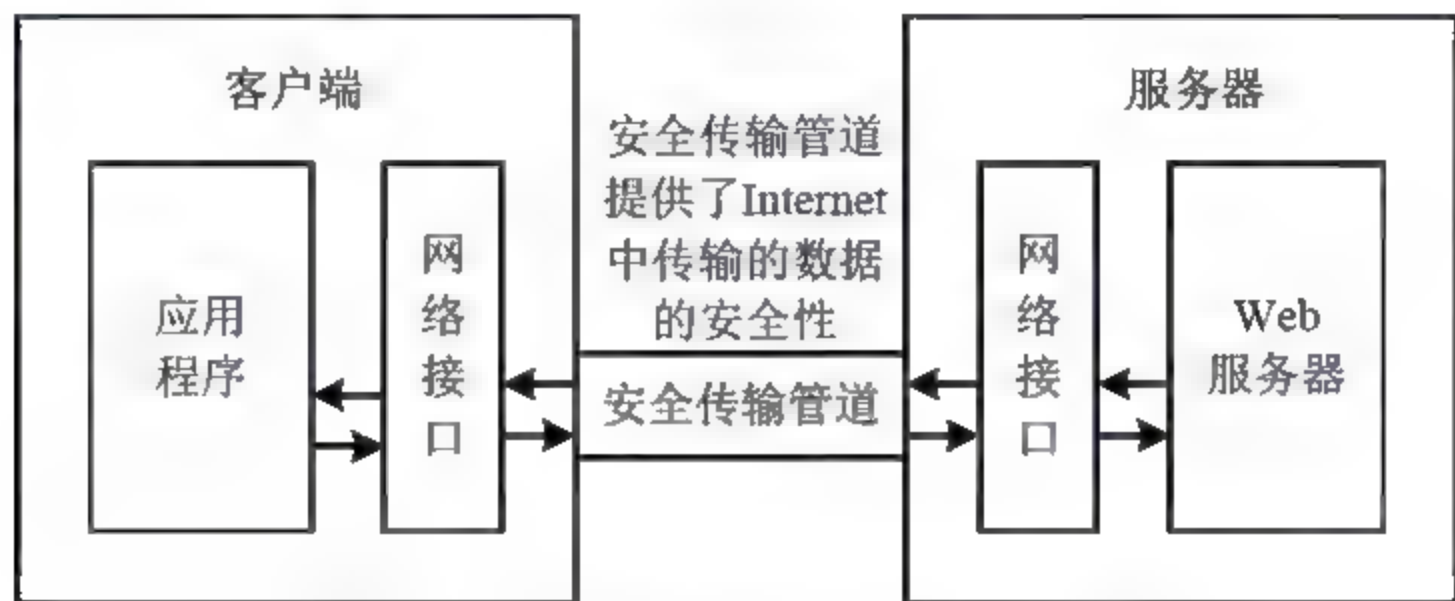 客户端
应用
程序
网
络
接
口
安全传输管道
提供了Internet
中传输的数据
的安全性
安全传输管道
服务器
网
络
接
口
Web
服务器